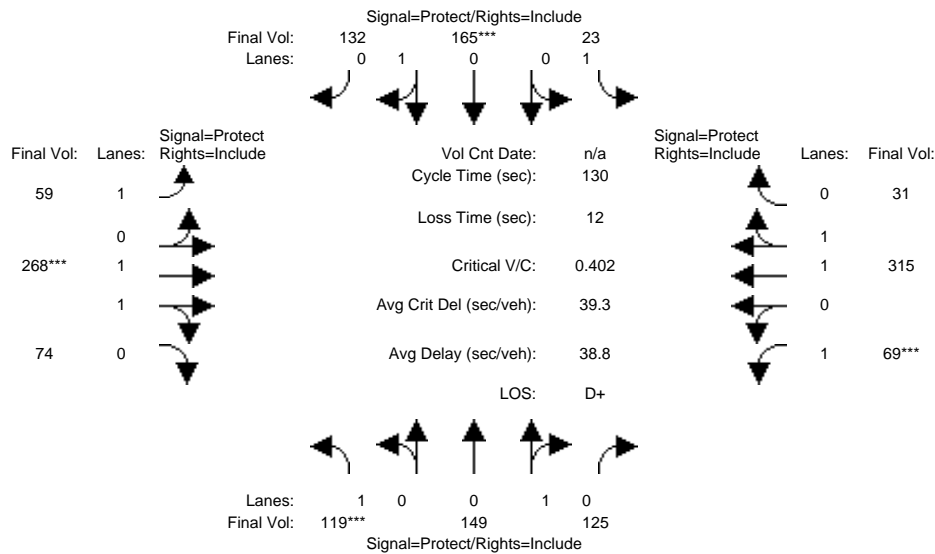 Signal=Protect/Rights=Include
Final Vol: 132 165*** 23
Lanes: 0 1 0 0 1
Signal=Protect
Final Vol: Lanes: Rights=Include
Vol Cnt Date: n/a
Signal=Protect
Rights=Include Lanes: Final Vol:
Cycle Time (sec): 130
59 1
0 31
Loss Time (sec): 12
0
1
268*** 1
Critical V/C: 0.402
1 315
1
Avg Crit Del (sec/veh): 39.3
0
74 0
Avg Delay (sec/veh): 38.8
1 69***
LOS: D+
Lanes: 1 0 0 1 0
Final Vol: 119*** 149 125
Signal=Protect/Rights=Include